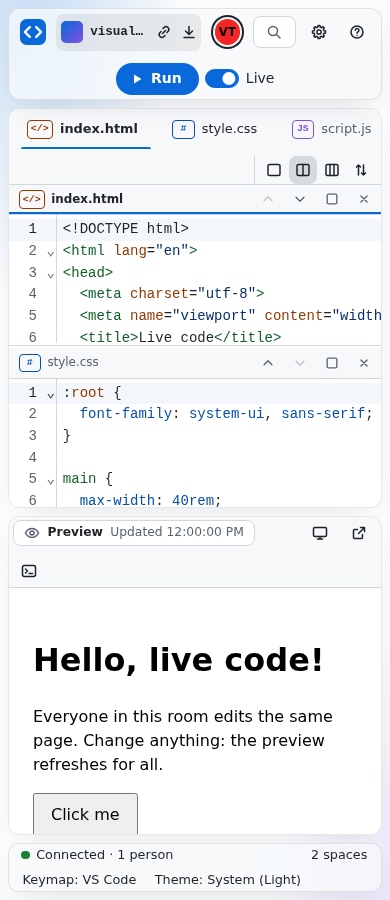 visual…
VT
Run
Live
</> index.html
# style.css
JS script.js
</> index.html
1 <!DOCTYPE html>
2 <html lang="en">
3 <head>
4 <meta charset="utf-8">
5 <meta name="viewport" content="width
6 <title>Live code</title>
# style.css
1 :root {
2 font-family: system-ui, sans-serif;
3 }
4
5 main {
6 max-width: 40rem;
Preview Updated 12:00:00 PM
Hello, live code!
Everyone in this room edits the same
page. Change anything: the preview
refreshes for all.
Click me
Connected · 1 person
2 spaces
Keymap: VS Code
Theme: System (Light)